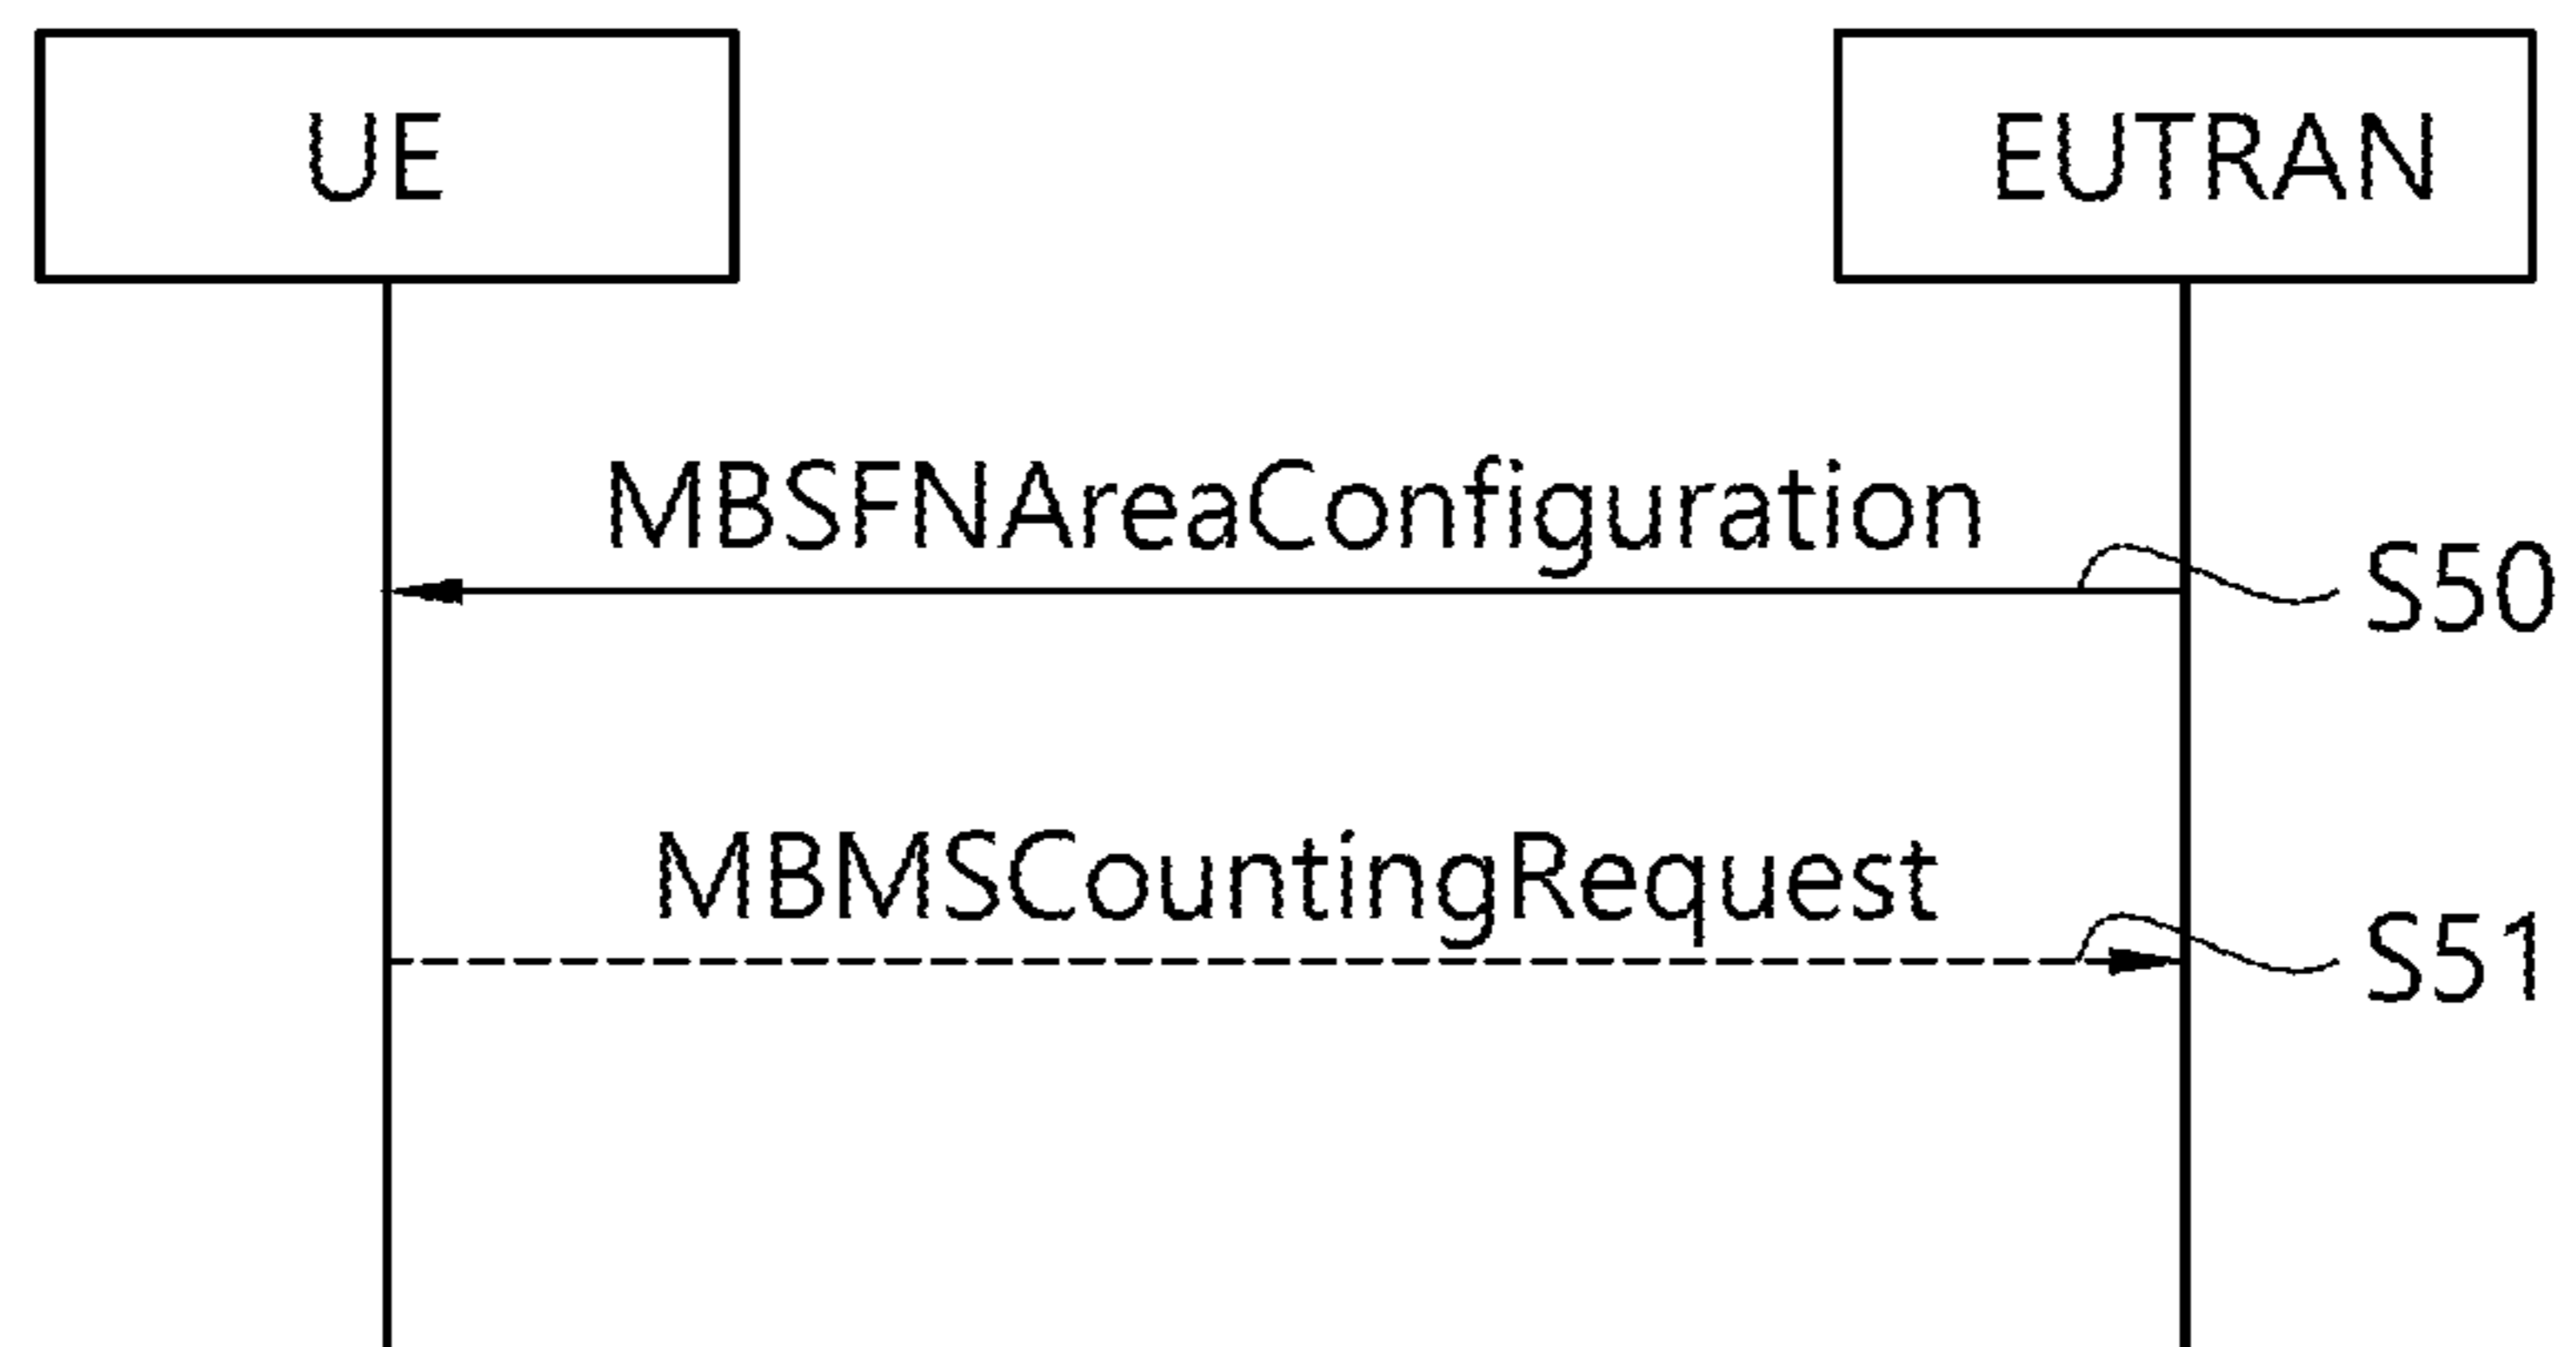 UE
EUTRAN
MBSFNAreaConfiguration
S50
MBMSCountingRequest
S51